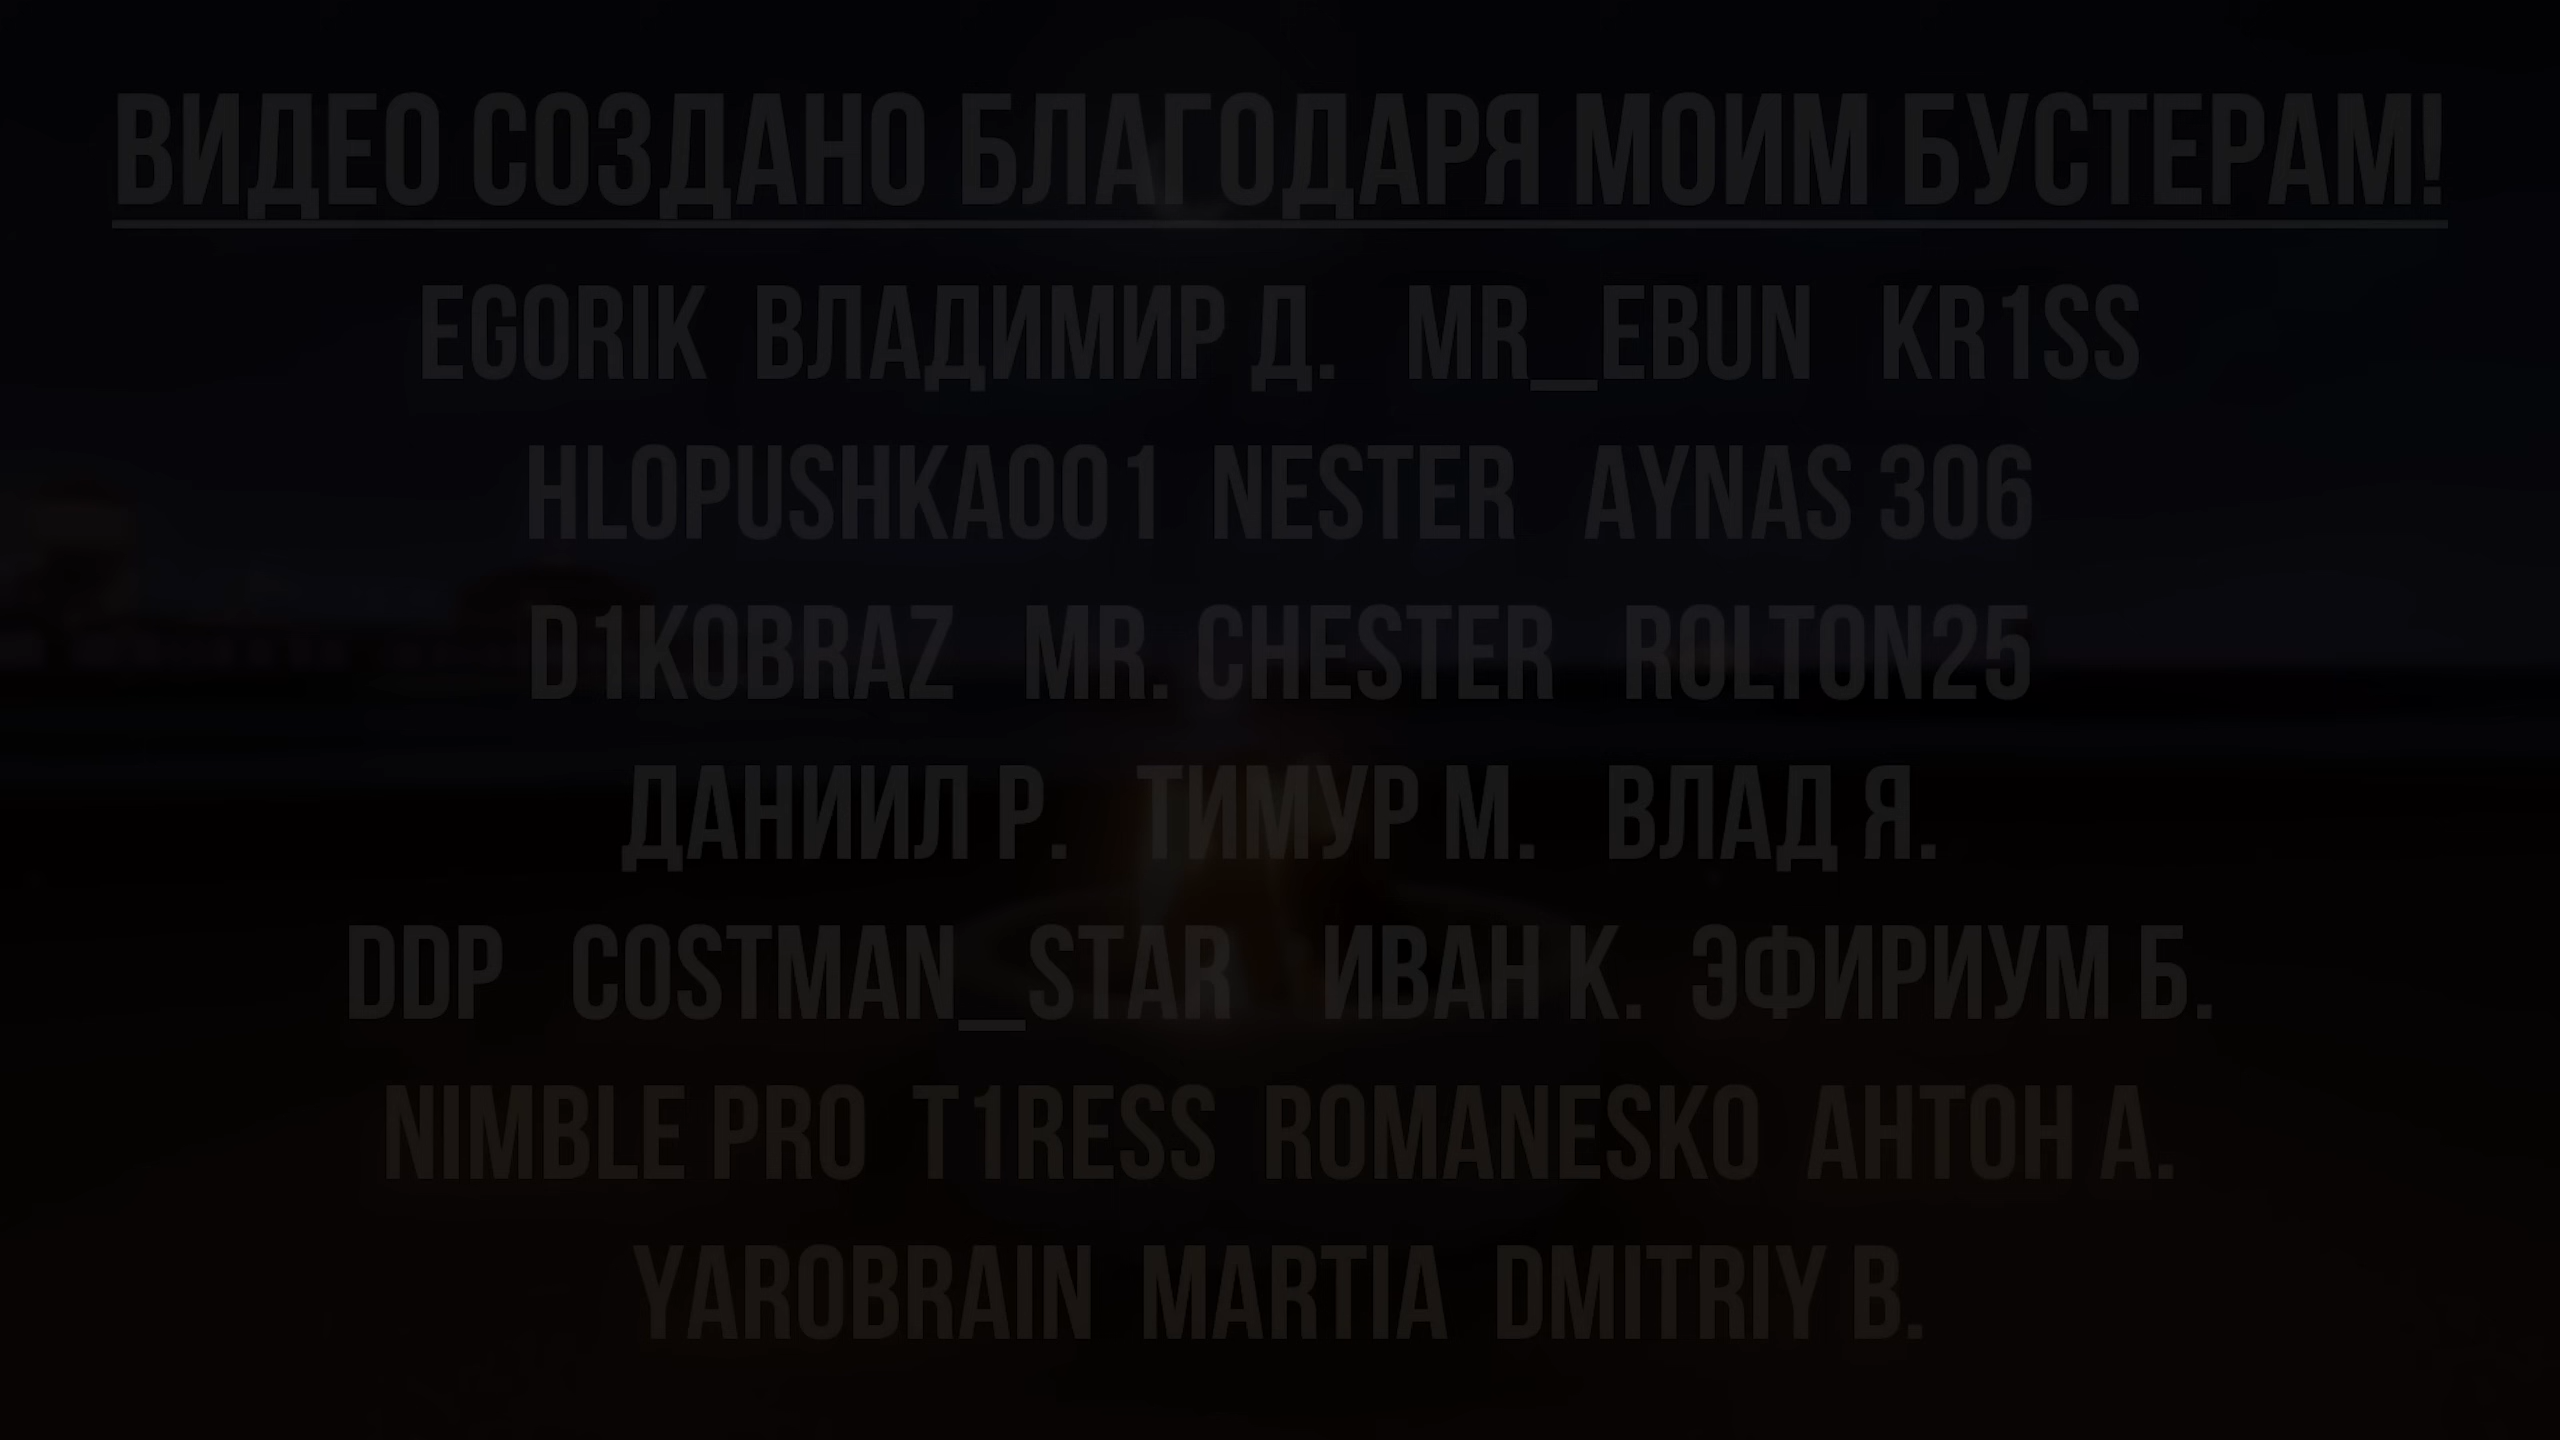 ВИДЕО СОЗДАНО БЛАГОДАРЯ МОИМ БУСТЕРАМ!
EGORIK ВЛАДИМИР Д. MR_EBUN KR1SS
HLOPUSHKA001 NESTER AYNAS 306
D1KOBRAZ MR. CHESTER ROLTON25
ДАНИИЛ Р. ТИМУР М. ВЛАД Я.
DDP COSTMAN_STAR ИВАН К. ЭФИРИУМ Б.
NIMBLE PRO T1RESS ROMANESKO АНТОН А.
YAROBRAIN MARTIA DMITRIY B.